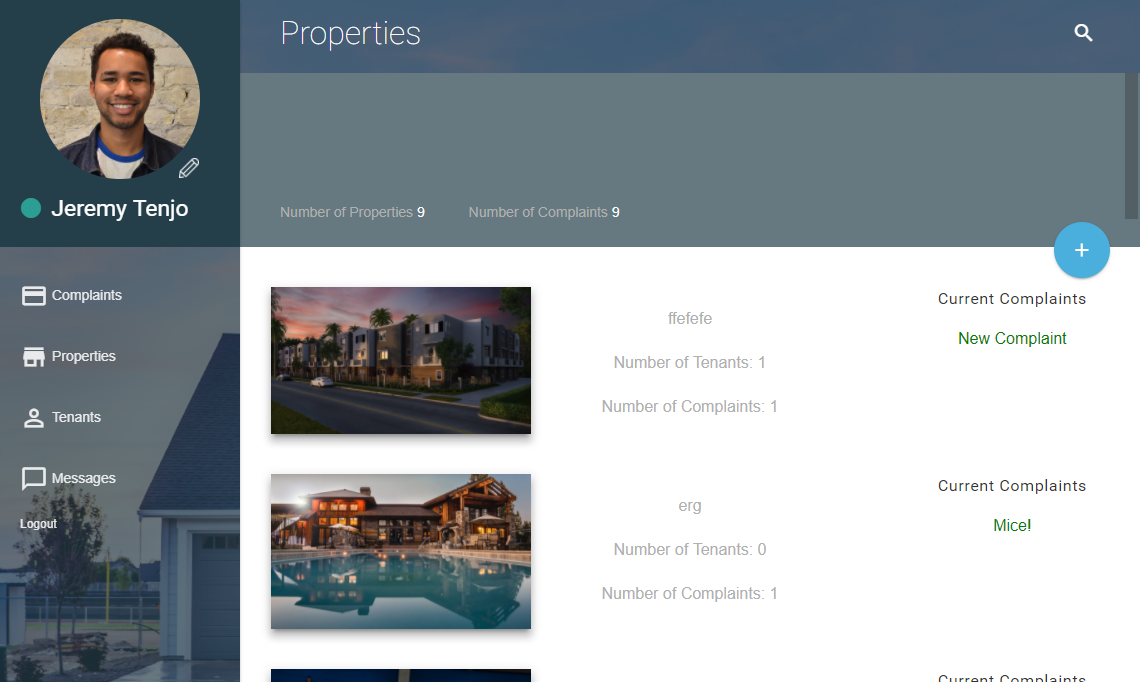 Properties
Jeremy Tenjo
Complaints
Properties
Tenants
Messages
Logout
Number of Properties 9
Number of Complaints 9
+
ffefefe
Number of Tenants: 1
Number of Complaints: 1
Current Complaints
New Complaint
erg
Number of Tenants: 0
Number of Complaints: 1
Current Complaints
Mice!
Current Complaints